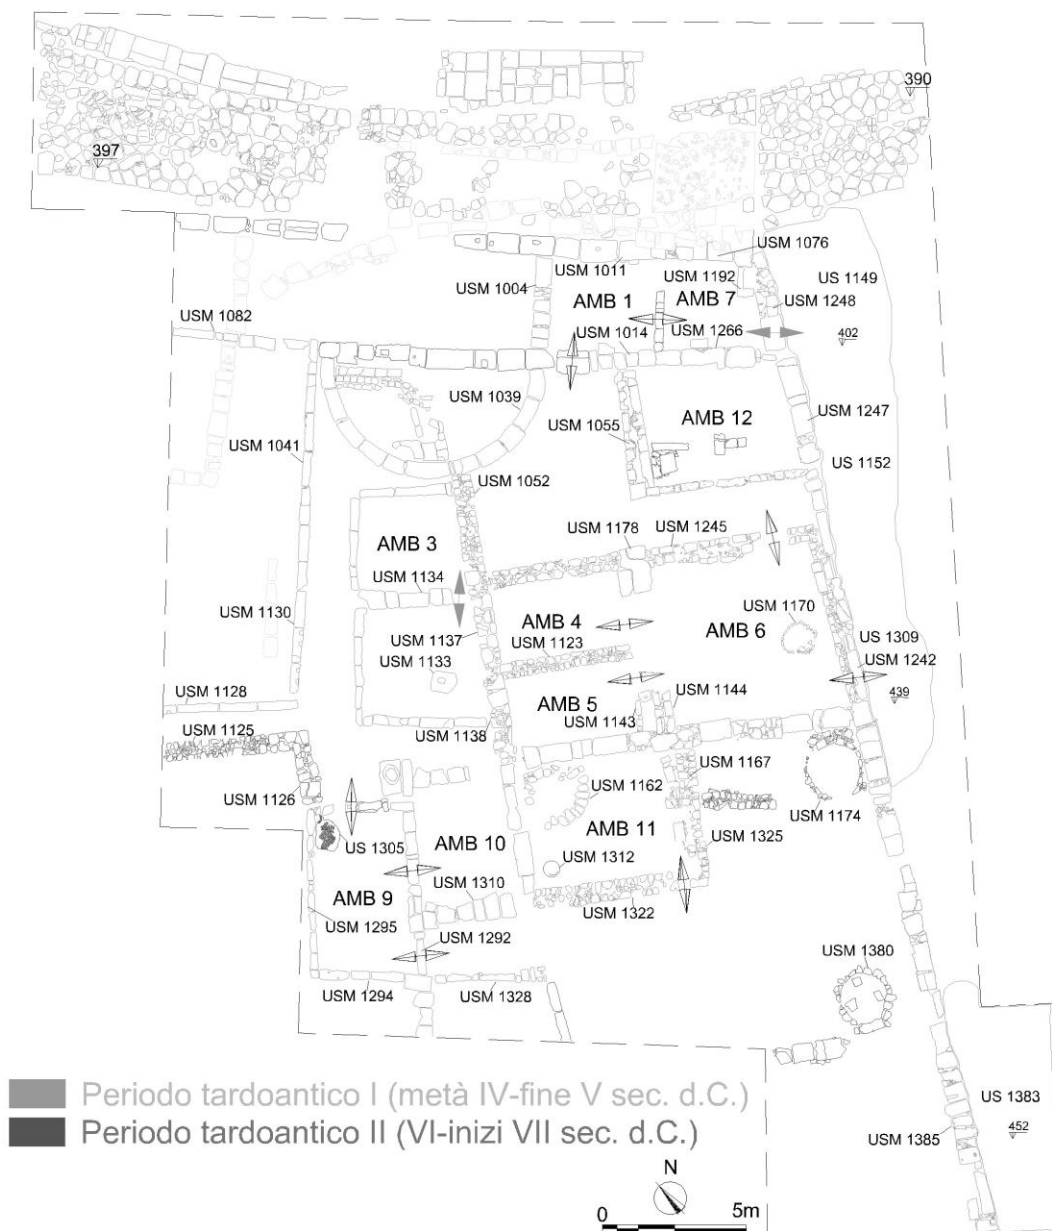 390
397
USM 1076
USM 1011
USM 1192
US 1149
USM 1004
AMB 1
AMB 7
USM 1248
USM 1082
USM 1014
USM 1266
402
USM 1039
AMB 12
USM 1247
USM 1055
USM 1041
US 1152
USM 1052
USM 1178
USM 1245
AMB 3
USM 1134
USM 1170
USM 1130
AMB 4
AMB 6
USM 1137
USM 1123
US 1309
USM 1133
USM 1242
USM 1128
AMB 5
USM 1144
439
USM 1143
USM 1125
USM 1138
USM 1167
USM 1162
USM 1126
USM 1174
US 1305
AMB 10
AMB 11
USM 1325
USM 1312
USM 1310
AMB 9
USM 1322
USM 1295
USM 1292
USM 1380
USM 1294
USM 1328
Periodo tardoantico I (metà IV-fine V sec. d.C.)
US 1383
Periodo tardoantico II (VI-inizi VII sec. d.C.)
452
USM 1385
N
0
5m